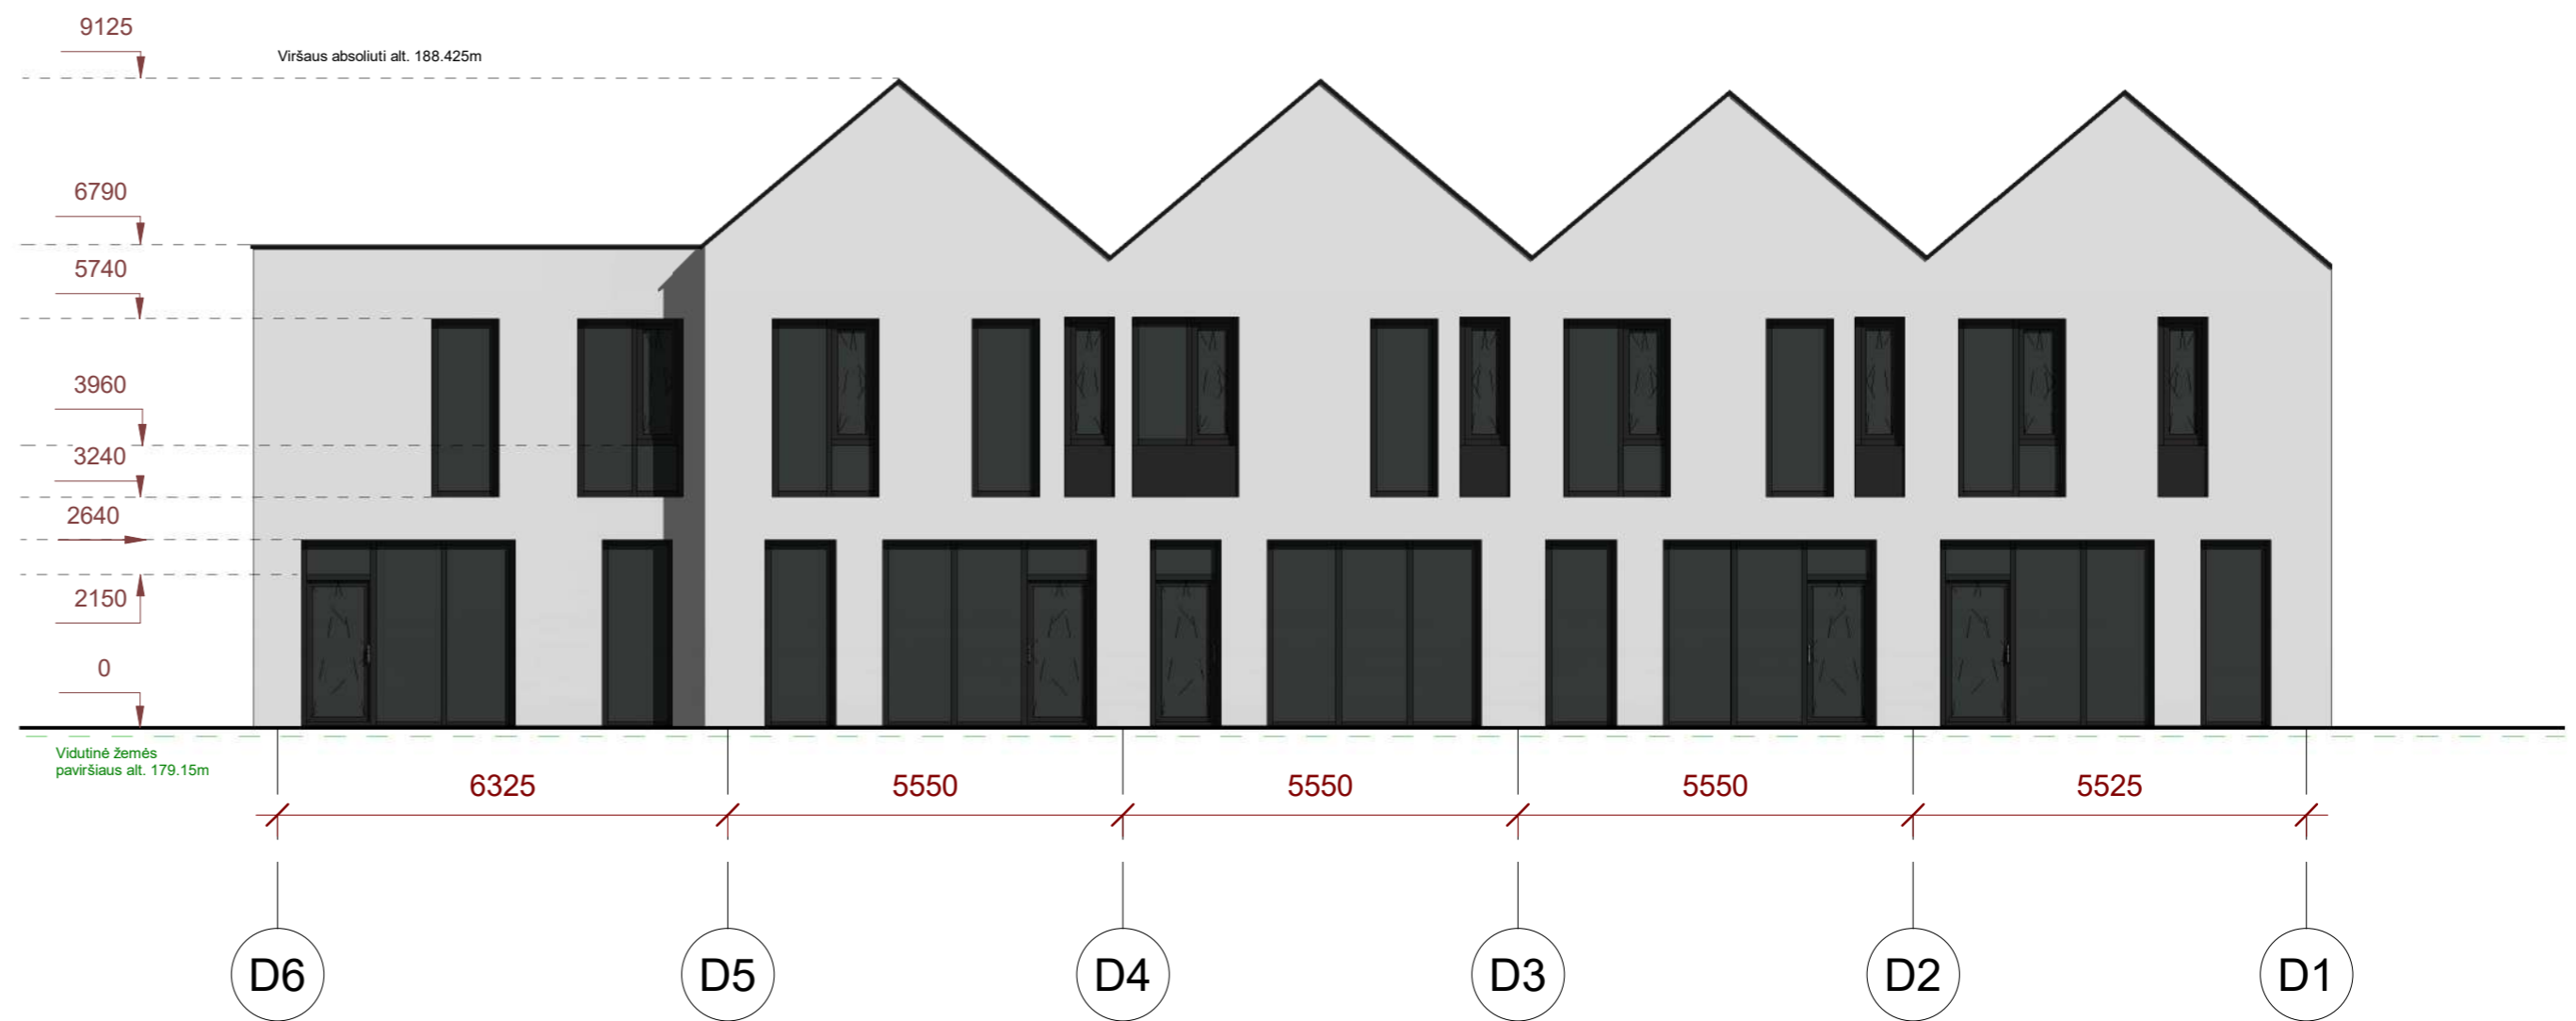 9125
Viršaus absoliuti alt. 188.425m
6790
5740
3960
3240
2640
2150
0
Vidutinė žemės
paviršiaus alt. 179.15m
6325 5550 5550 5550 5525
D6 D5 D4 D3 D2 D1